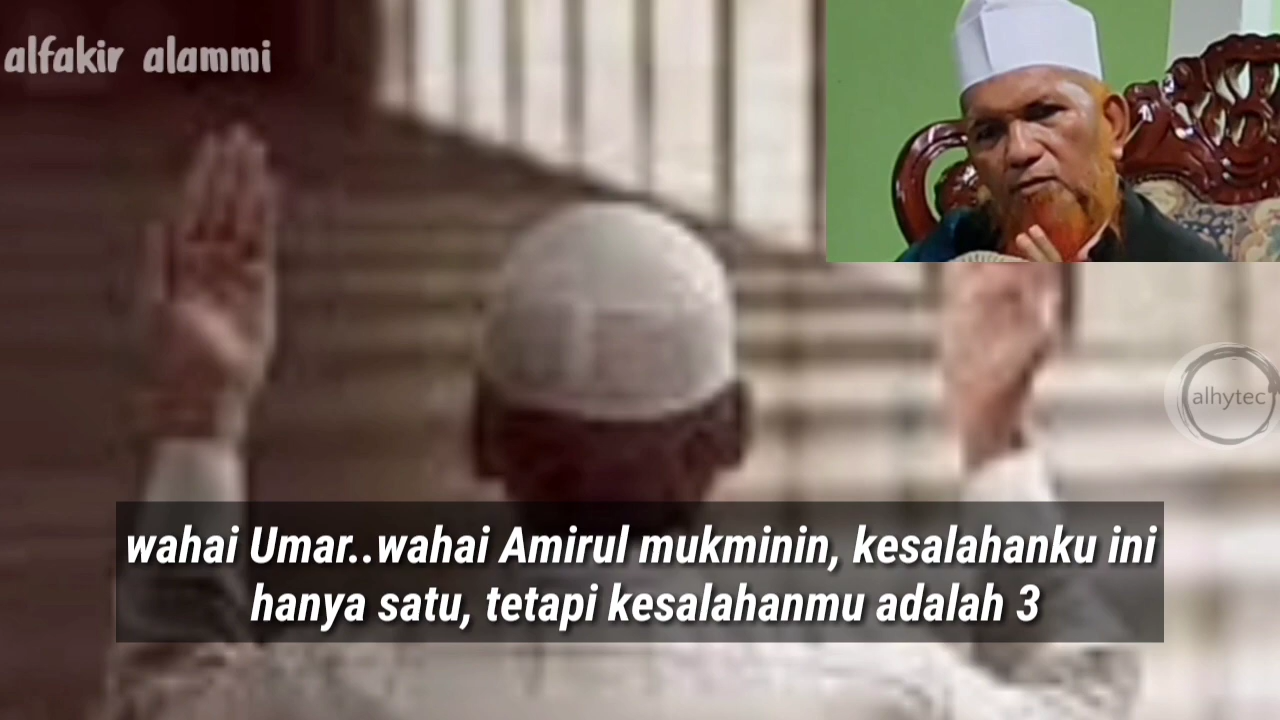 alfakir alammi
alhytec
wahai Umar..wahai Amirul mukminin, kesalahanku ini
hanya satu, tetapi kesalahanmu adalah 3